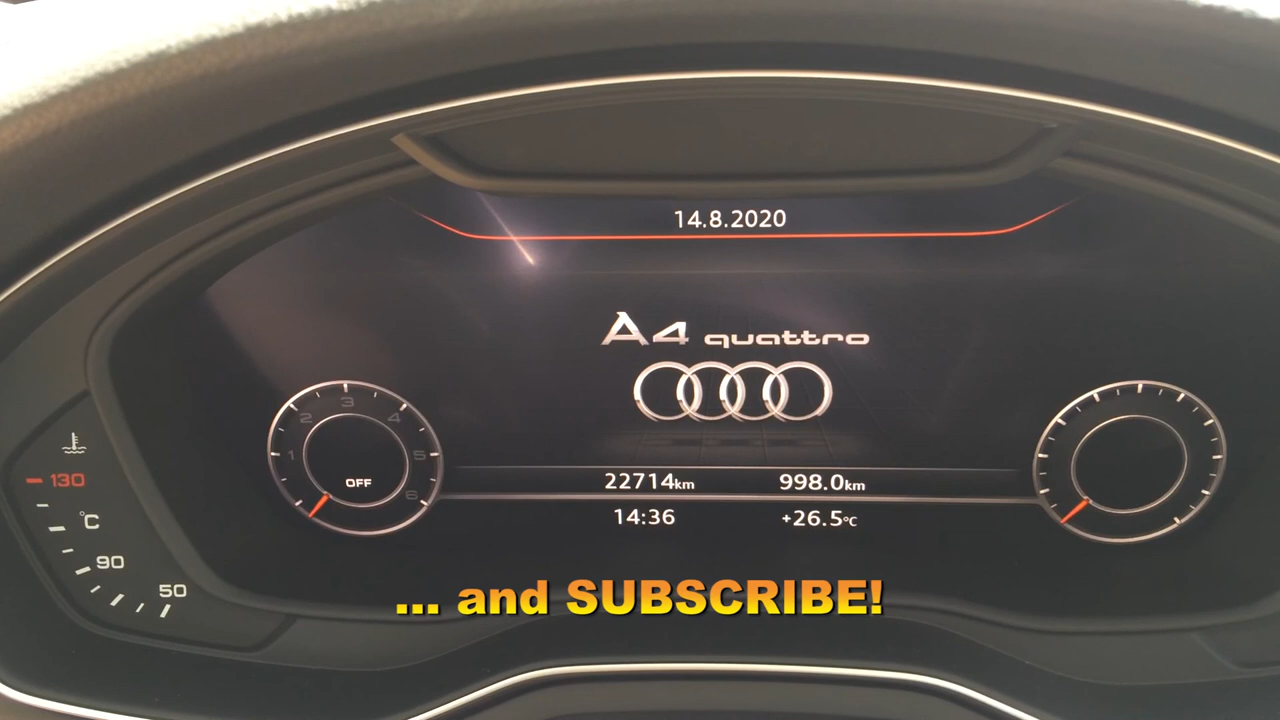 14.8.2020
A4 quattro
1 2 3 4 5 6
OFF
22714km 998.0km
14:36 +26.5°C
130
°C
90
50
... and SUBSCRIBE!